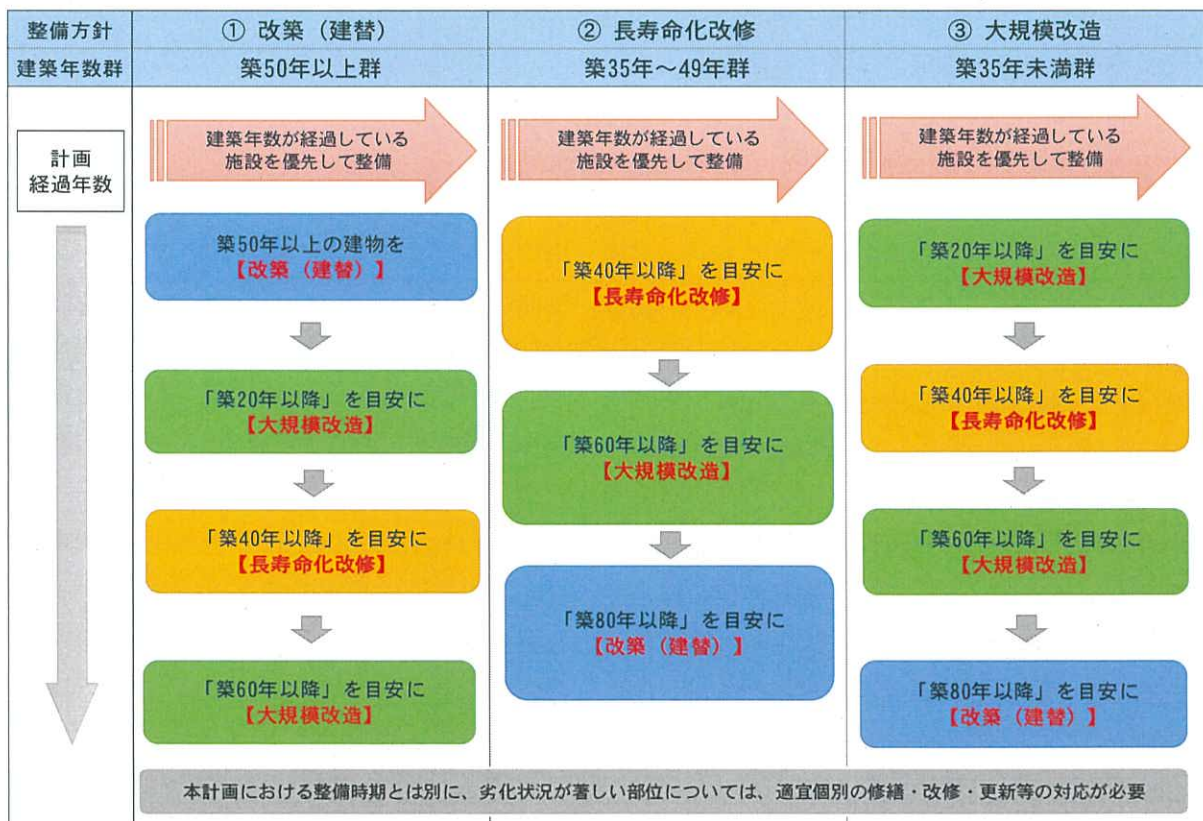 整備方針
① 改築（建替）
② 長寿命化改修
③ 大規模改造
建築年数群
築50年以上群
築35年～49年群
築35年未満群
計画
経過年数
建築年数が経過している
施設を優先して整備
建築年数が経過している
施設を優先して整備
建築年数が経過している
施設を優先して整備
築50年以上の建物を
【改築（建替）】
「築20年以降」を目安に
【大規模改造】
「築40年以降」を目安に
【長寿命化改修】
「築60年以降」を目安に
【大規模改造】
「築40年以降」を目安に
【長寿命化改修】
「築60年以降」を目安に
【大規模改造】
「築80年以降」を目安に
【改築（建替）】
「築20年以降」を目安に
【大規模改造】
「築40年以降」を目安に
【長寿命化改修】
「築60年以降」を目安に
【大規模改造】
「築80年以降」を目安に
【改築（建替）】
本計画における整備時期とは別に、劣化状況が著しい部位については、適宜個別の修繕・改修・更新等の対応が必要